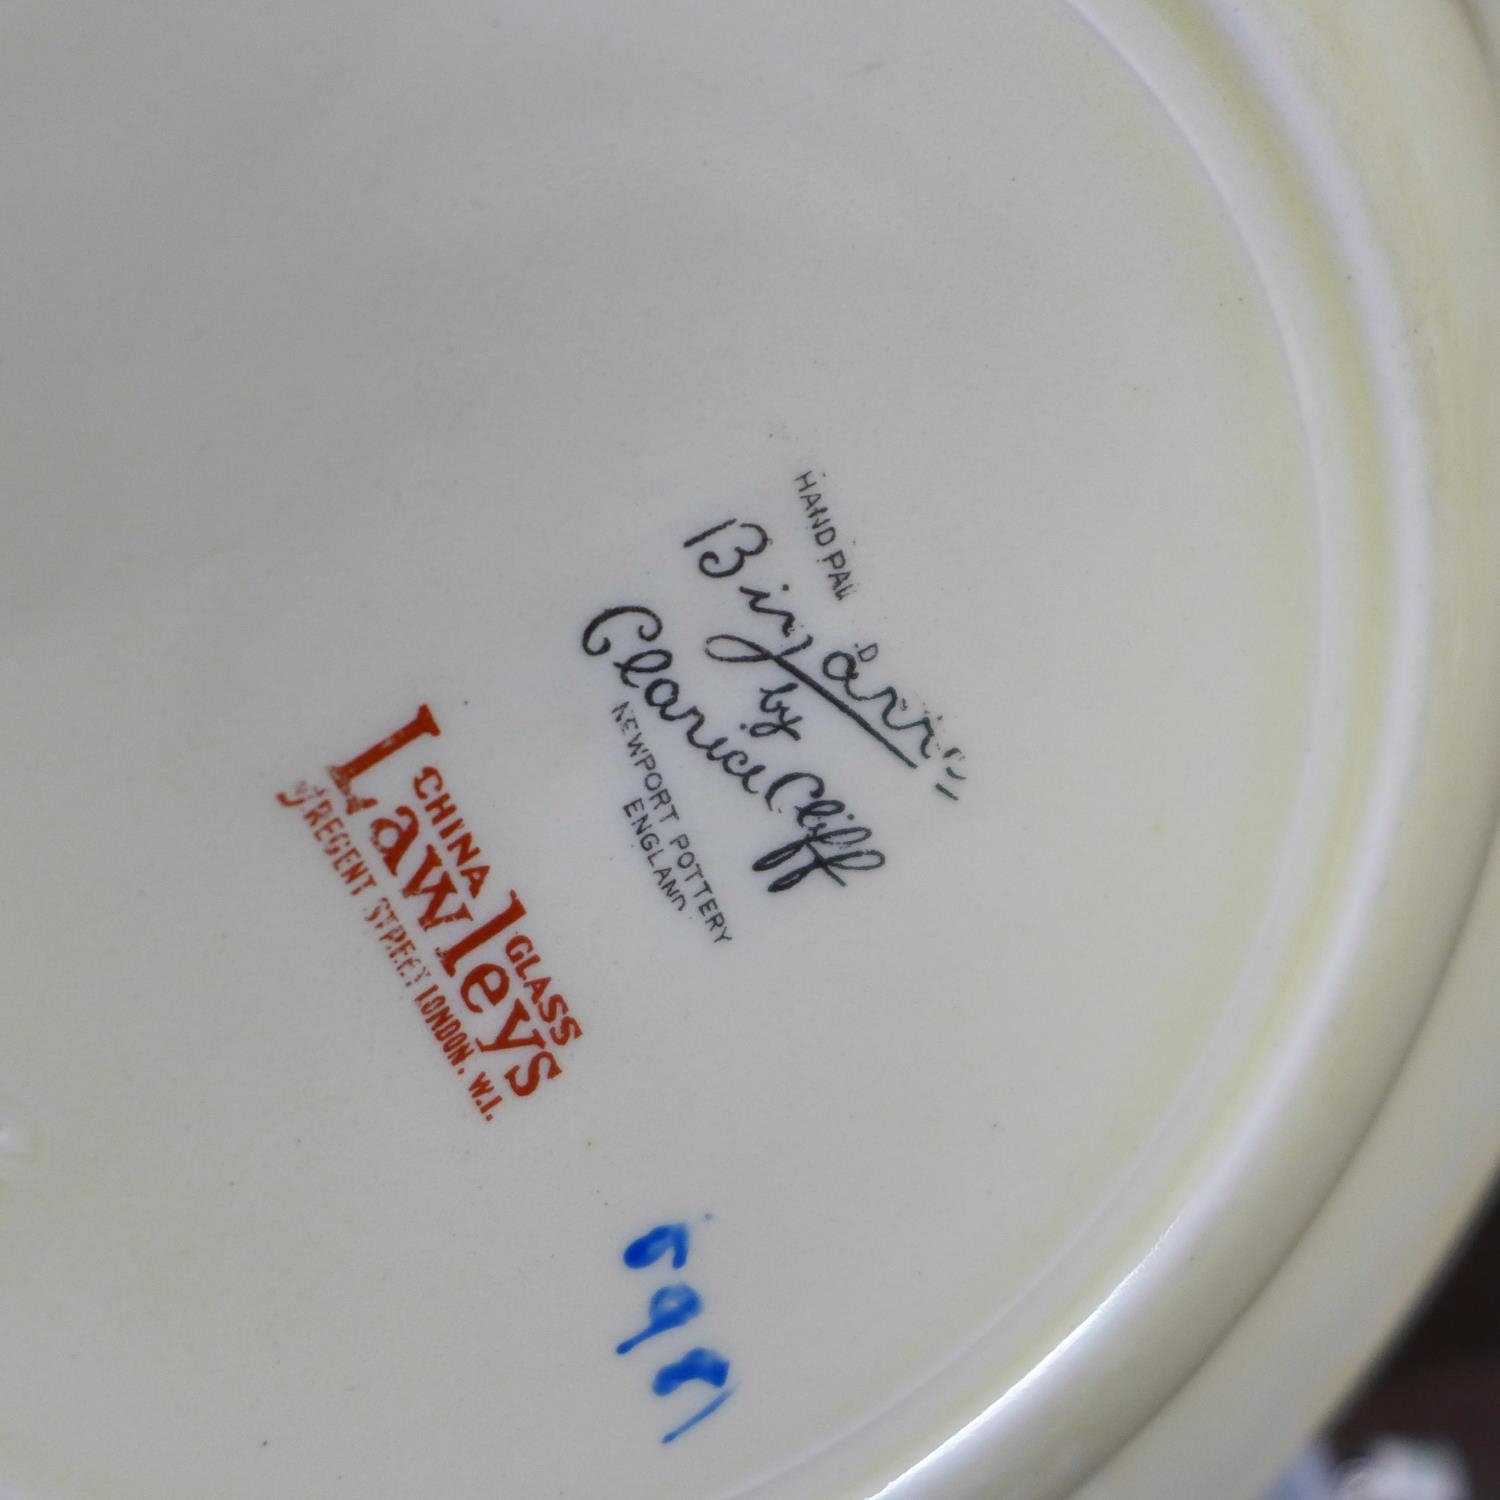 HAND PAI D
Bizarre
by
Clarice Cliff
NEWPORT POTTERY
ENGLAND
CHINA GLASS
Lawleys
REGENT STREET LONDON. W.1.